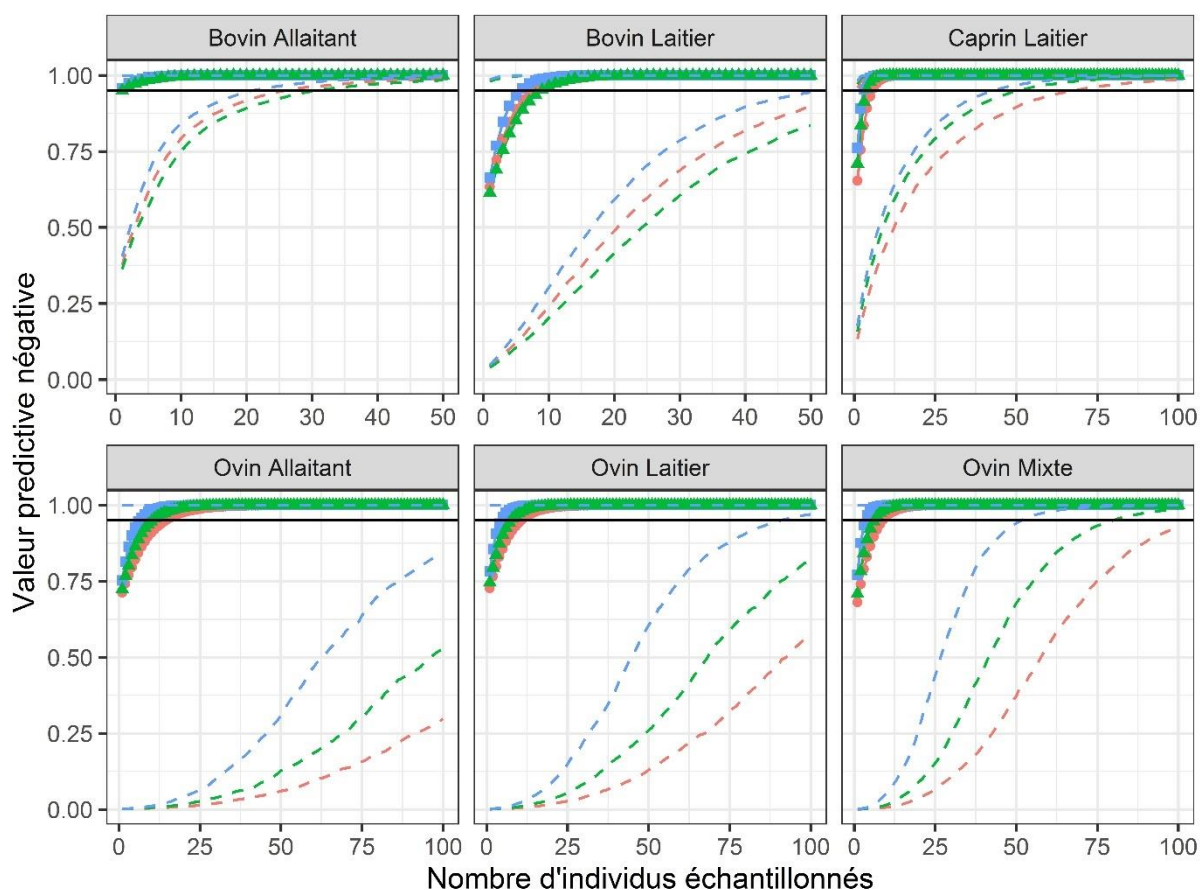 Bovin Allaitant Bovin Laitier Caprin Laitier
1.00
0.75
0.50
0.25
0.00
0 10 20 30 40 50 0 10 20 30 40 50 0 25 50 75 100
Ovin Allaitant Ovin Laitier Ovin Mixte
1.00
0.75
0.50
0.25
0.00
0 25 50 75 100 0 25 50 75 100 0 25 50 75 100
Valeur predictive négative
Nombre d'individus échantillonnés